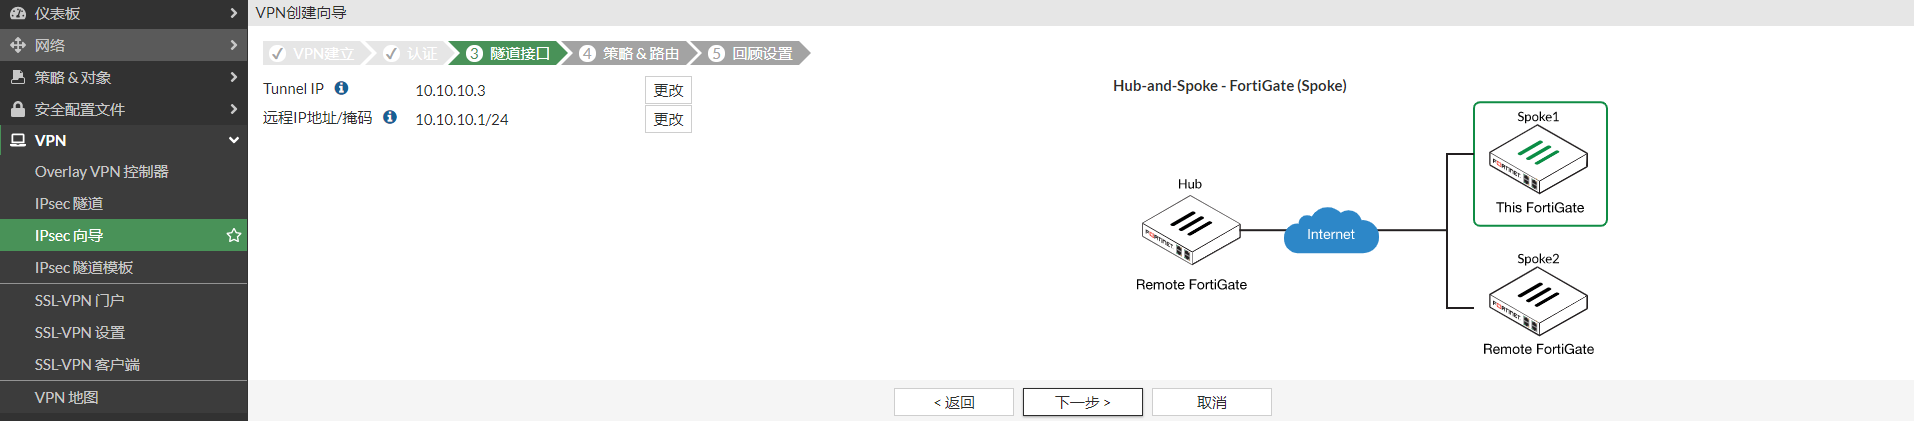 仪表板
网络
策略 & 对象
安全配置文件
VPN
Overlay VPN 控制器
IPsec 隧道
IPsec 向导
IPsec 隧道模板
SSL-VPN 门户
SSL-VPN 设置
SSL-VPN 客户端
VPN 地图
VPN创建向导
VPN建立 认证 3 隧道接口 4 策略 & 路由 5 回顾设置
Tunnel IP 10.10.10.3 更改
远程IP地址/掩码 10.10.10.1/24 更改
Hub-and-Spoke - FortiGate (Spoke)
Spoke1
FORTINET
This FortiGate
Hub
FORTINET
Remote FortiGate
Internet
Spoke2
FORTINET
Remote FortiGate
< 返回 下一步 > 取消